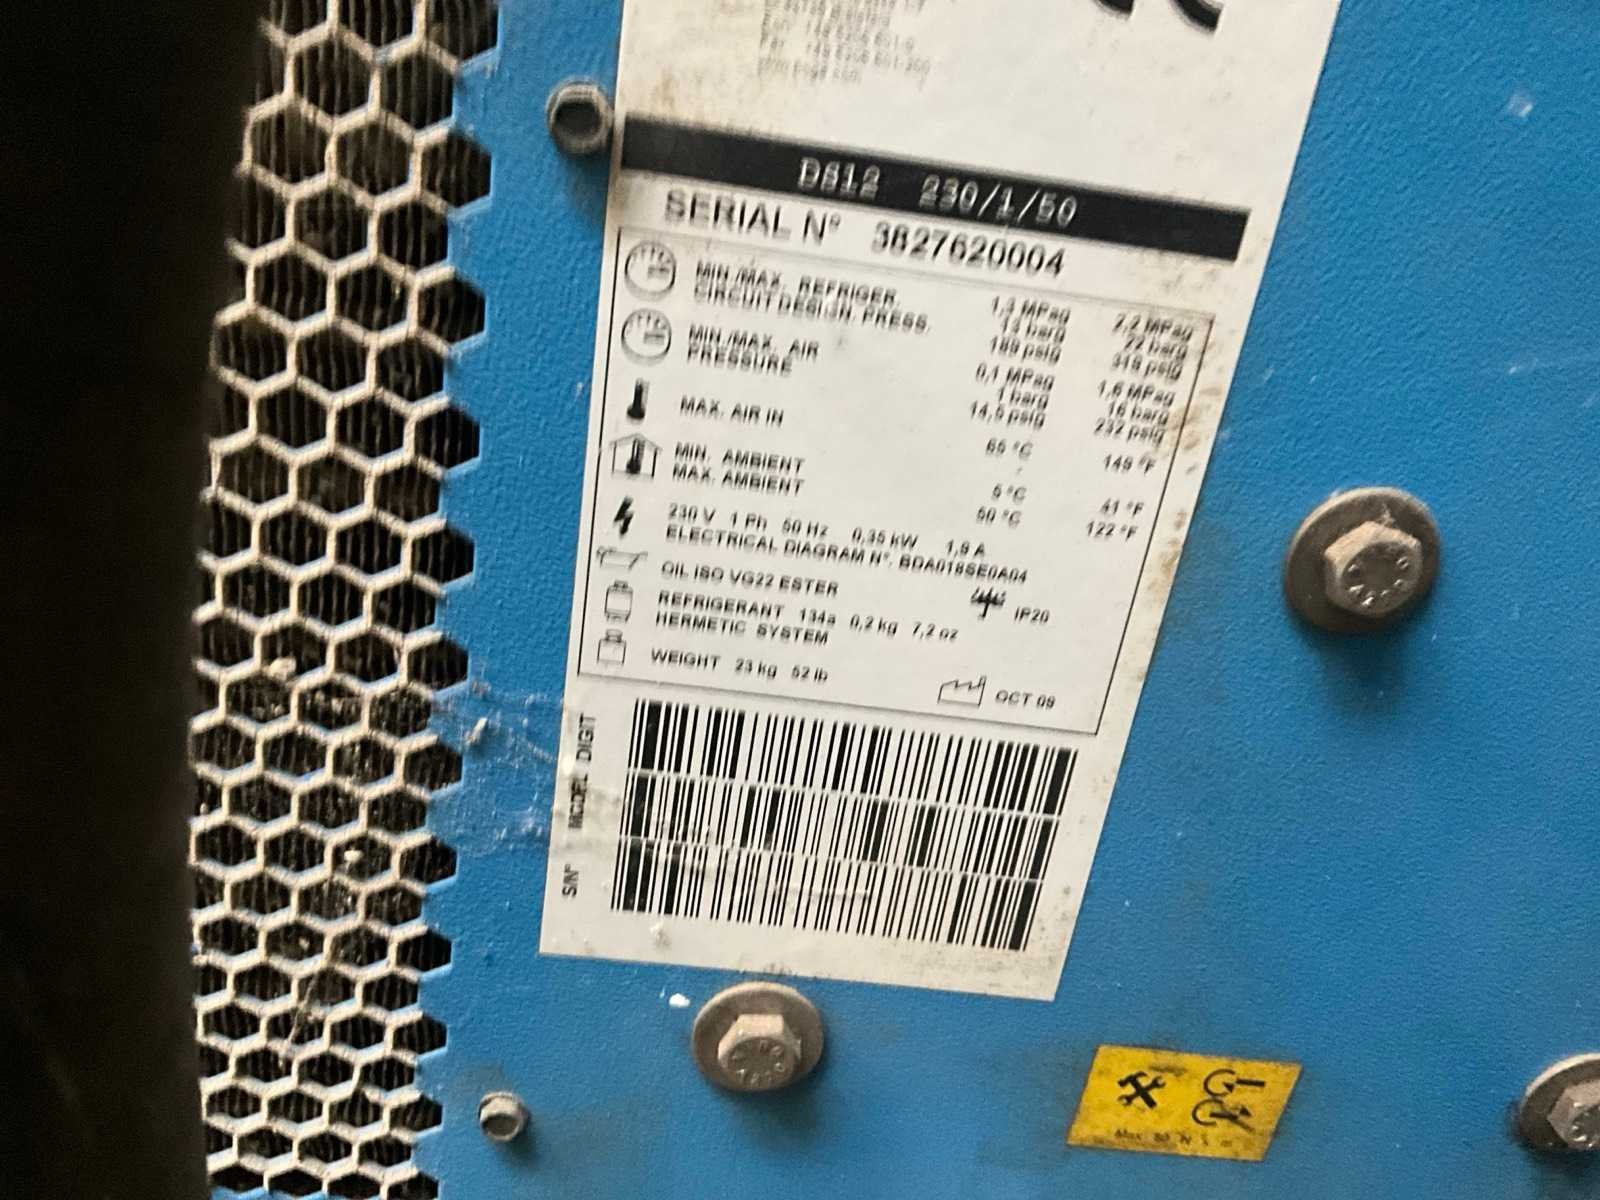 DS12 230/1/50
SERIAL N° 3827620004
MIN./MAX. REFRIGER. 1,3 MPag 2,2 MPag
CIRCUIT DESIGN. PRESS. 13 barg 22 barg
189 psig 319 psig
MIN./MAX. AIR 0,1 MPag 1,6 MPag
PRESSURE 1 barg 16 barg
14,5 psig 232 psig
MAX. AIR IN 65 °C 149 °F
MIN. AMBIENT 5 °C 41 °F
MAX. AMBIENT 50 °C 122 °F
230 V 1 Ph 50 Hz 0,35 kW 1,9 A
ELECTRICAL DIAGRAM N°. BDA018SE0A04
OIL ISO VG22 ESTER IP20
REFRIGERANT 134a 0,2 kg 7,2 oz
HERMETIC SYSTEM
WEIGHT 23 kg 52 lb
OCT 09
S/N° MODEL DIGIT